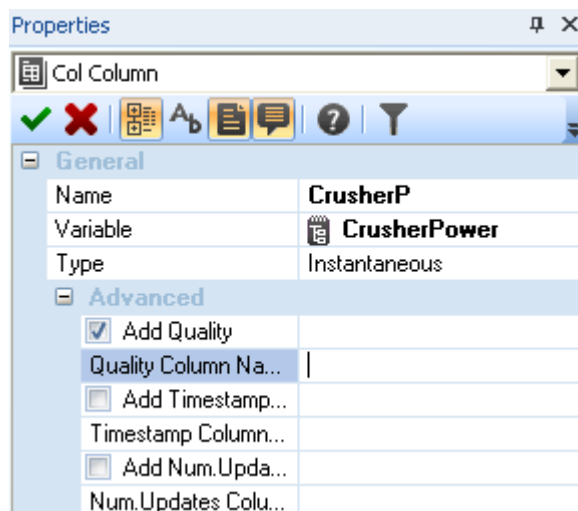 Properties
Col Column
General
Name CrusherP
Variable CrusherPower
Type Instantaneous
Advanced
Add Quality
Quality Column Na...
Add Timestamp...
Timestamp Column...
Add Num.Upda...
Num.Updates Colu...